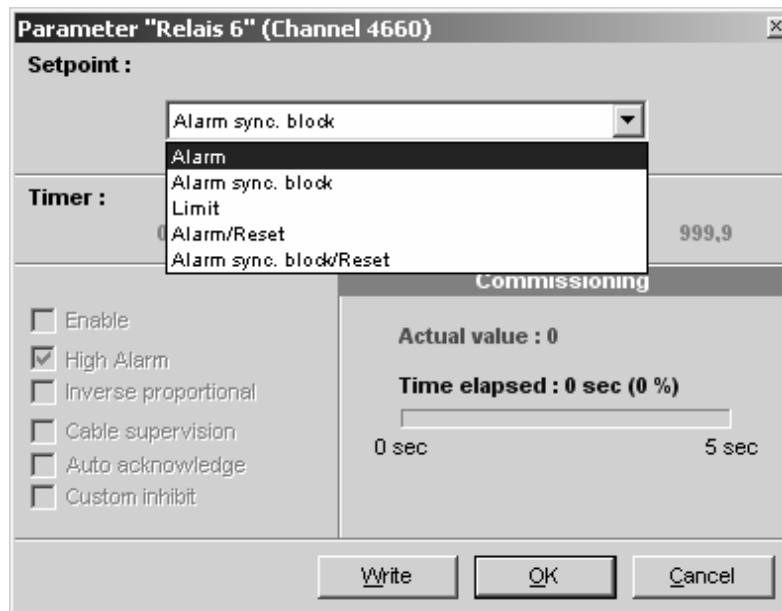 Parameter "Relais 6" (Channel 4660)
Setpoint :
Alarm sync. block
Alarm
Alarm sync. block
Limit
Alarm/Reset
Alarm sync. block/Reset
Timer :
999,9
Commissioning
Enable
High Alarm
Inverse proportional
Cable supervision
Auto acknowledge
Custom inhibit
Actual value : 0
Time elapsed : 0 sec (0 %)
0 sec
5 sec
Write
OK
Cancel